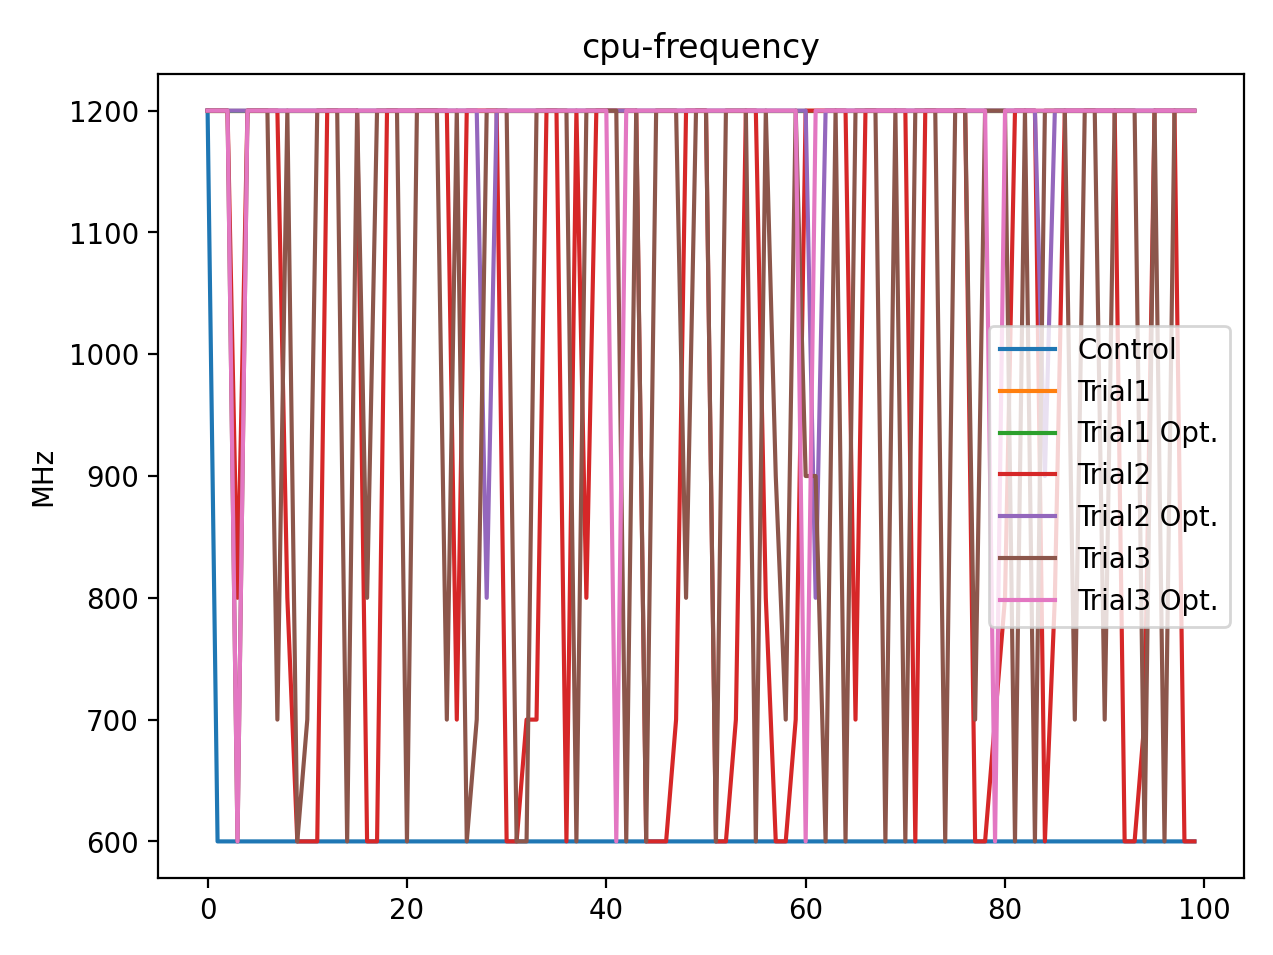 cpu-frequency
MHz
1200
1100
1000
900
800
700
600
0 20 40 60 80 100
Control
Trial1
Trial1 Opt.
Trial2
Trial2 Opt.
Trial3
Trial3 Opt.